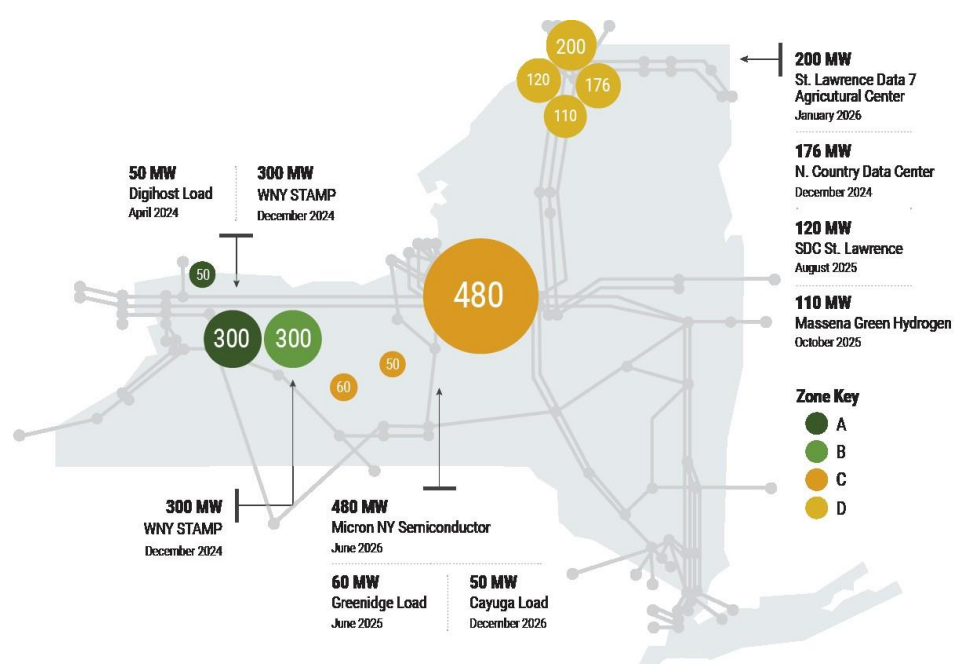 200
120
176
110
200 MW
St. Lawrence Data 7
Agricutural Center
January 2026
176 MW
N. Country Data Center
December 2024
120 MW
SDC St. Lawrence
August 2025
110 MW
Massena Green Hydrogen
October 2025
50 MW
Digihost Load
April 2024
300 MW
WNY STAMP
December 2024
50
300
300
480
50
60
Zone Key
A
B
C
D
300 MW
WNY STAMP
December 2024
480 MW
Micron NY Semiconductor
June 2026
60 MW
Greenidge Load
June 2025
50 MW
Cayuga Load
December 2026